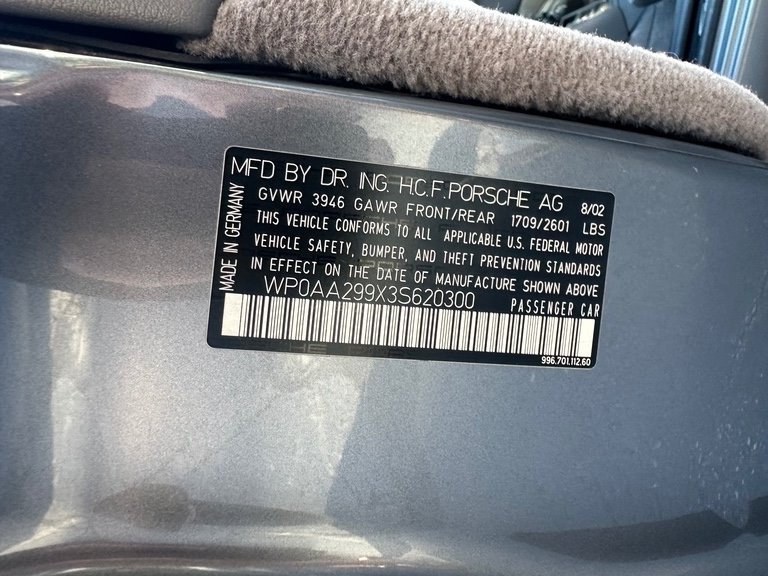 MFD BY DR. ING. H.C.F. PORSCHE AG 8/02
GVWR 3946 GAWR FRONT/REAR 1709/2601 LBS
THIS VEHICLE CONFORMS TO ALL APPLICABLE U.S. FEDERAL MOTOR
VEHICLE SAFETY, BUMPER, AND THEFT PREVENTION STANDARDS
IN EFFECT ON THE DATE OF MANUFACTURE SHOWN ABOVE
WP0AA299X3S620300 PASSENGER CAR
996.701.112.60
MADE IN GERMANY